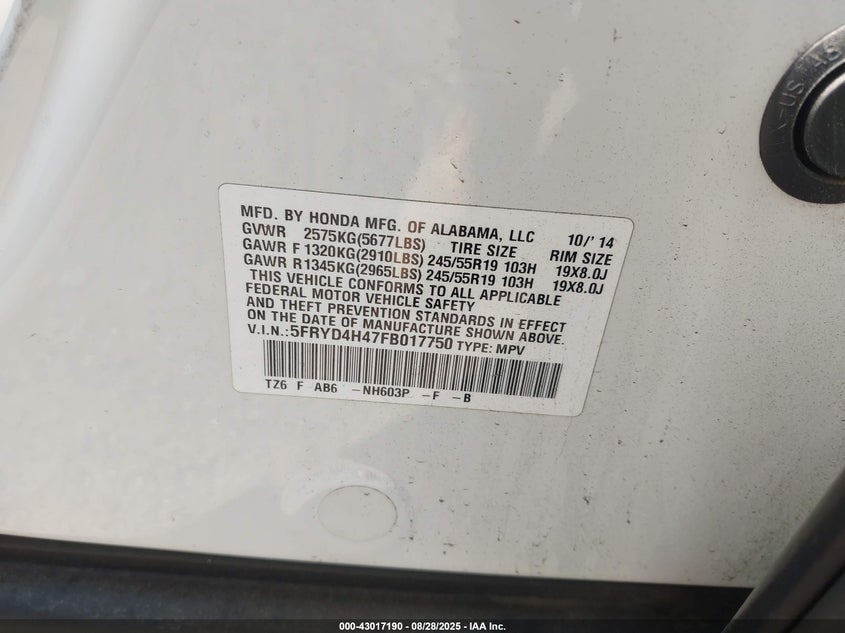 MFD. BY HONDA MFG. OF ALABAMA, LLC 10/' 14
GVWR 2575KG(5677LBS) TIRE SIZE RIM SIZE
GAWR F 1320KG(2910LBS) 245/55R19 103H 19X8.0J
GAWR R1345KG(2965LBS) 245/55R19 103H 19X8.0J
THIS VEHICLE CONFORMS TO ALL APPLICABLE
FEDERAL MOTOR VEHICLE SAFETY
AND THEFT PREVENTION STANDARDS IN EFFECT
ON THE DATE OF MANUFACTURE SHOWN ABOVE.
V.I.N.:5FRYD4H47FB017750 TYPE: MPV
TZ6 F AB6 -NH603P -F -B
000-43017190 - 08/28/2025 - IAA Inc.